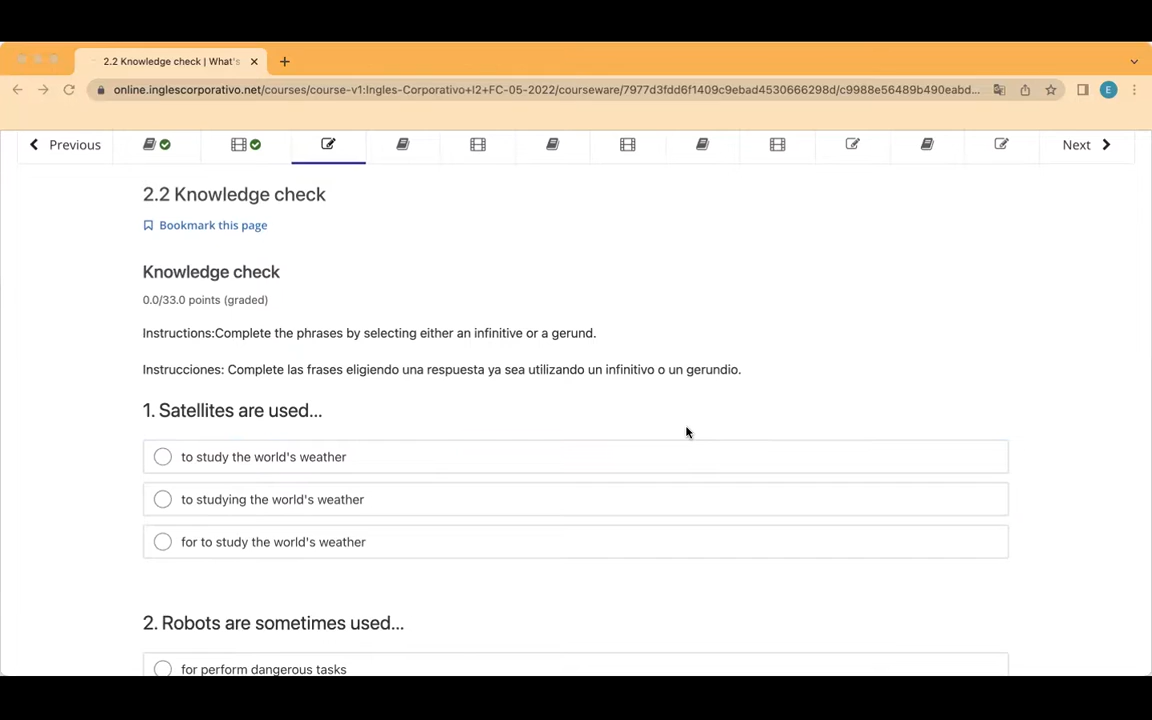 2.2 Knowledge check | What's
online.inglescorporativo.net/courses/course-v1:Ingles-Corporativo+I2+FC-05-2022/courseware/7977d3fdd6f1409c9ebad4530666298d/c9988e56489b490eabd...
E
Previous
Next
2.2 Knowledge check
Bookmark this page
Knowledge check
0.0/33.0 points (graded)
Instructions:Complete the phrases by selecting either an infinitive or a gerund.
Instrucciones: Complete las frases eligiendo una respuesta ya sea utilizando un infinitivo o un gerundio.
1. Satellites are used...
to study the world's weather
to studying the world's weather
for to study the world's weather
2. Robots are sometimes used...
for perform dangerous tasks